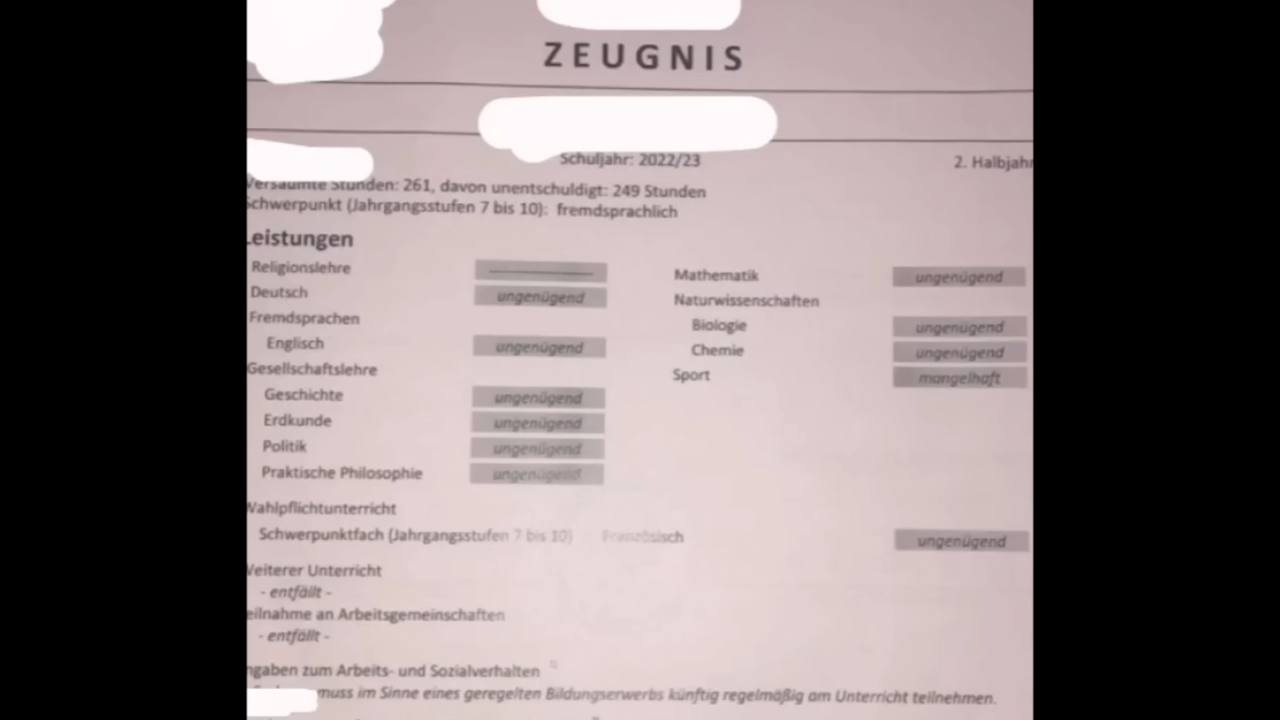 ZEUGNIS
Schuljahr: 2022/23 2. Halbjahr
Versäumte Stunden: 261, davon unentschuldigt: 249 Stunden
Schwerpunkt (Jahrgangsstufen 7 bis 10): fremdsprachlich
Leistungen
Religionslehre
Mathematik ungenügend
Deutsch ungenügend
Naturwissenschaften
Fremdsprachen
Biologie ungenügend
Englisch ungenügend
Chemie ungenügend
Gesellschaftslehre
Sport mangelhaft
Geschichte ungenügend
Erdkunde ungenügend
Politik ungenügend
Praktische Philosophie ungenügend
Wahlpflichtunterricht
Schwerpunktfach (Jahrgangsstufen 7 bis 10) Französisch ungenügend
Weiterer Unterricht
- entfällt -
eilnahme an Arbeitsgemeinschaften
- entfällt -
ngaben zum Arbeits- und Sozialverhalten
muss im Sinne eines geregelten Bildungserwerbs künftig regelmäßig am Unterricht teilnehmen.